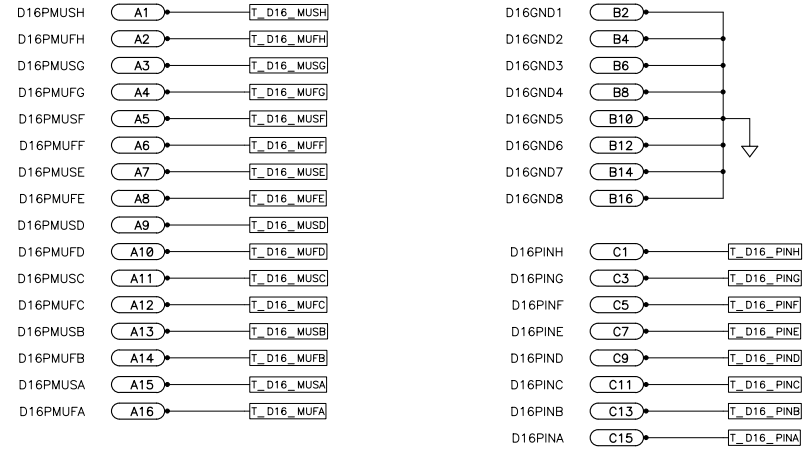 D16PMUSH A1 T_D16_MUSH
D16PMUFH A2 T_D16_MUFH
D16PMUSG A3 T_D16_MUSG
D16PMUFG A4 T_D16_MUFG
D16PMUSF A5 T_D16_MUSF
D16PMUFF A6 T_D16_MUFF
D16PMUSE A7 T_D16_MUSE
D16PMUFE A8 T_D16_MUFE
D16PMUSD A9 T_D16_MUSD
D16PMUFD A10 T_D16_MUFD
D16PMUSC A11 T_D16_MUSC
D16PMUFC A12 T_D16_MUFC
D16PMUSB A13 T_D16_MUSB
D16PMUFB A14 T_D16_MUFB
D16PMUSA A15 T_D16_MUSA
D16PMUFA A16 T_D16_MUFA
D16GND1 B2
D16GND2 B4
D16GND3 B6
D16GND4 B8
D16GND5 B10
D16GND6 B12
D16GND7 B14
D16GND8 B16
D16PINH C1 T_D16_PINH
D16PING C3 T_D16_PING
D16PINF C5 T_D16_PINF
D16PINE C7 T_D16_PINE
D16PIND C9 T_D16_PIND
D16PINC C11 T_D16_PINC
D16PINB C13 T_D16_PINB
D16PINA C15 T_D16_PINA